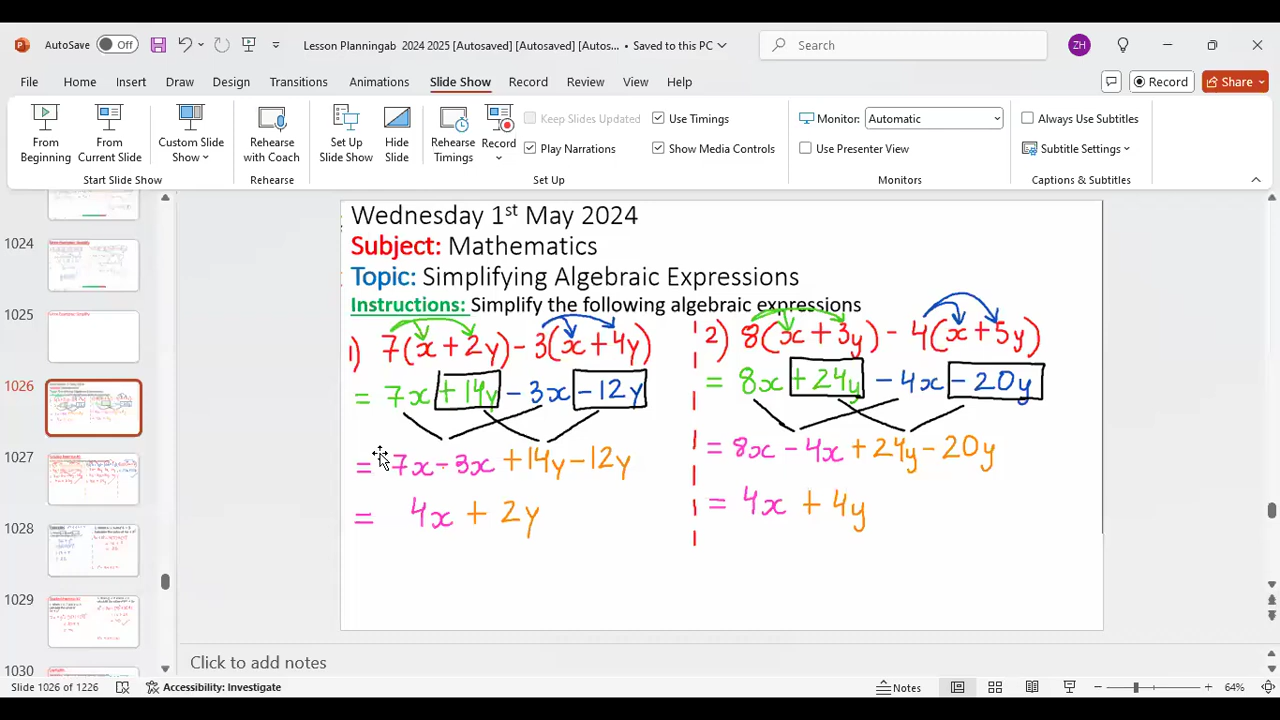 AutoSave Off Lesson Planningab 2024 2025 [Autosaved] [Autosaved] [Autos... • Saved to this PC Search ZH
File Home Insert Draw Design Transitions Animations Slide Show Record Review View Help Record Share
From Beginning
From Current Slide
Custom Slide Show
Start Slide Show
Rehearse with Coach
Rehearse
Set Up Slide Show
Hide Slide
Rehearse Timings
Record
Keep Slides Updated
Play Narrations
Use Timings
Show Media Controls
Set Up
Monitor: Automatic
Use Presenter View
Monitors
Always Use Subtitles
Subtitle Settings
Captions & Subtitles
1024
1025
1026
1027
1028
1029
1030
Wednesday 1st May 2024
Subject: Mathematics
Topic: Simplifying Algebraic Expressions
Instructions: Simplify the following algebraic expressions
1) 7(x + 2y) - 3(x + 4y)
= 7x + 14y - 3x - 12y
= 7x - 3x + 14y - 12y
= 4x + 2y
2) 8(x + 3y) - 4(x + 5y)
= 8x + 24y - 4x - 20y
= 8x - 4x + 24y - 20y
= 4x + 4y
Click to add notes
Slide 1026 of 1226 Accessibility: Investigate Notes 64%